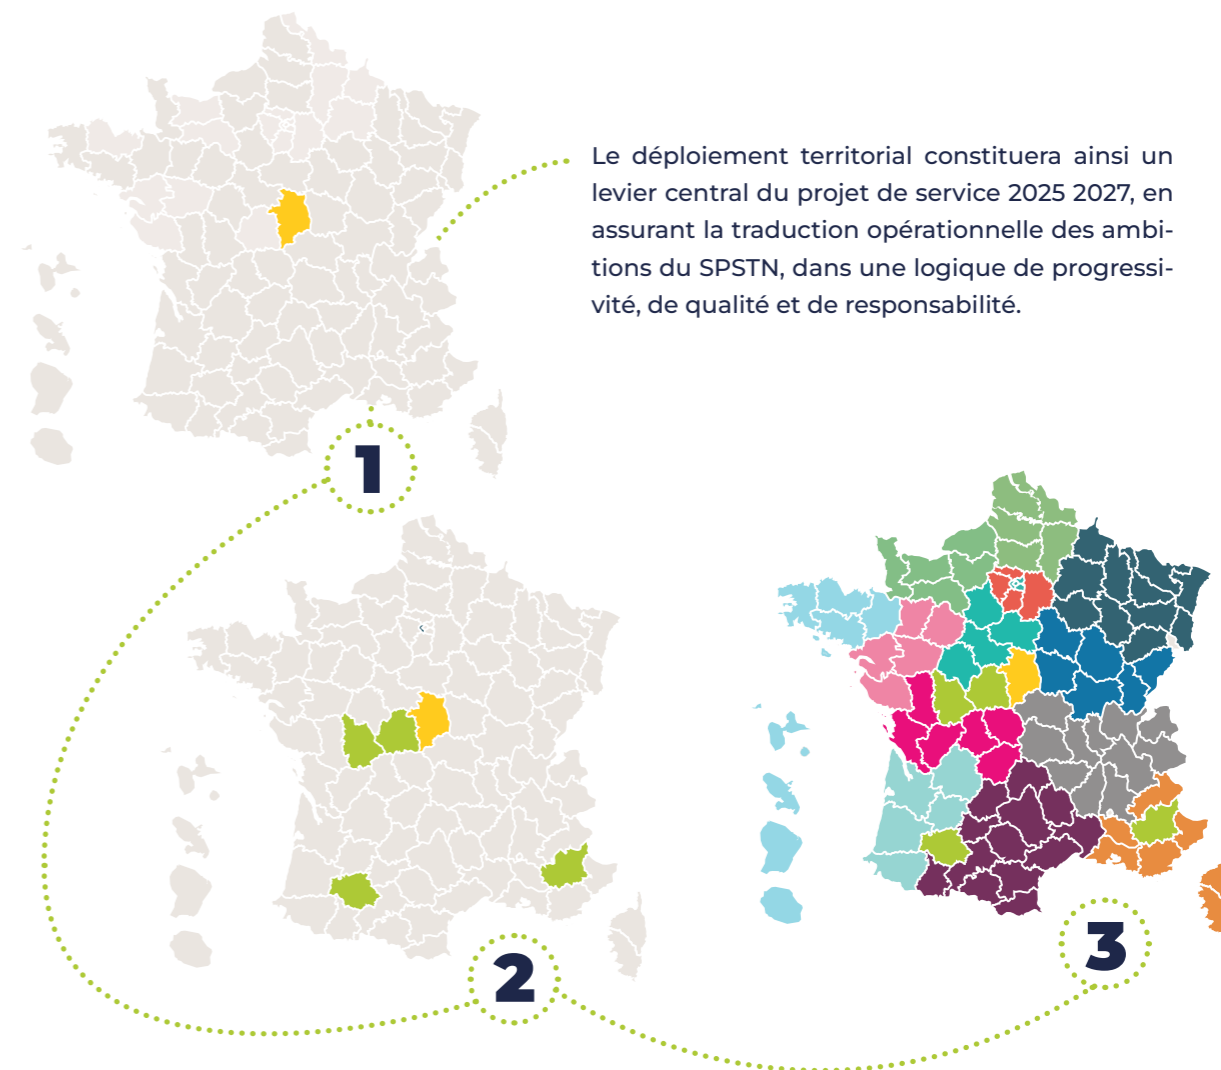 Le déploiement territorial constituera ainsi un
levier central du projet de service 2025 2027, en
assurant la traduction opérationnelle des ambi-
tions du SPSTN, dans une logique de progressi-
vité, de qualité et de responsabilité.
1
2
3